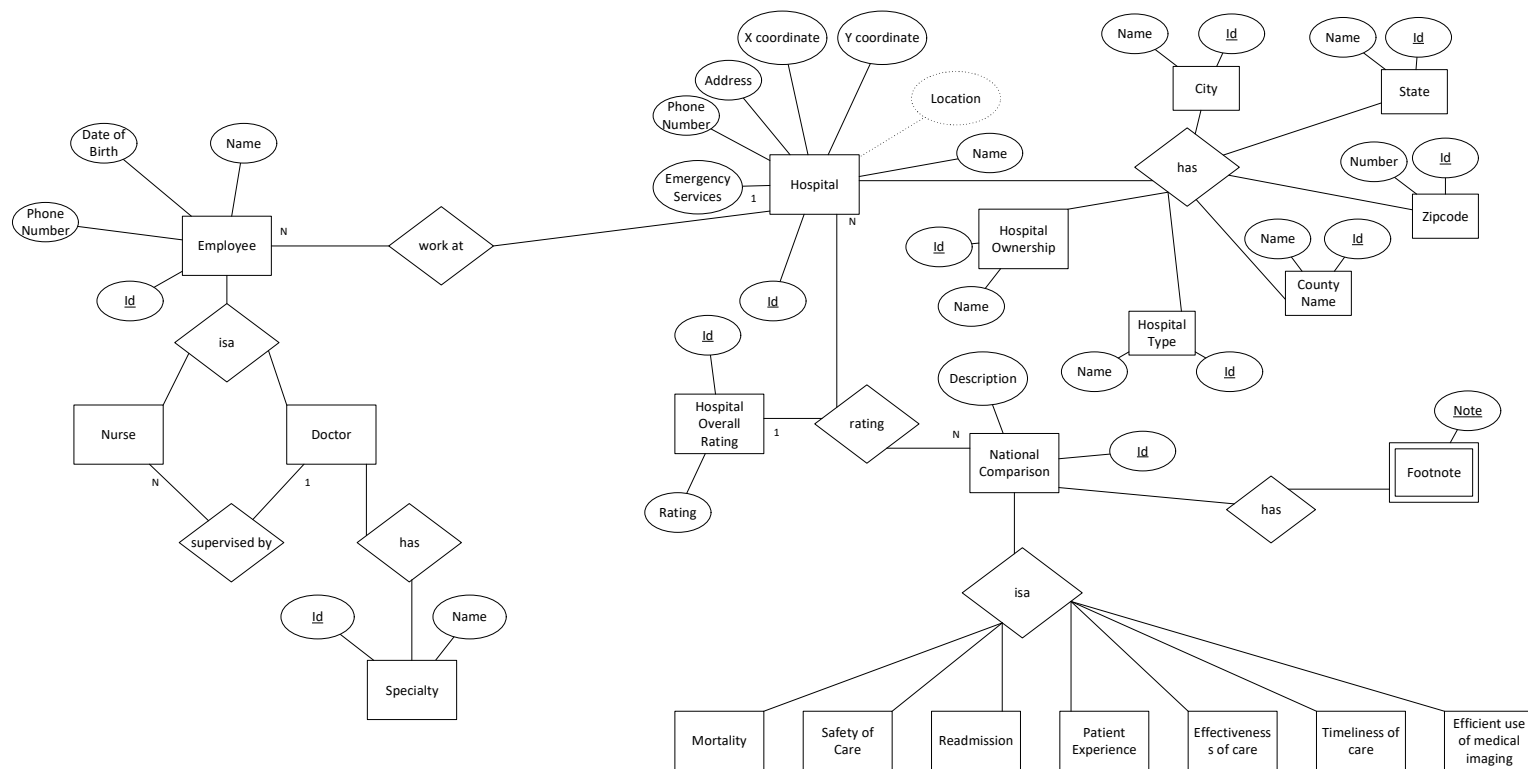 X coordinate
Y coordinate
Name
Id
Name
Id
Address
Location
City
State
Phone
Number
Date of
Birth
Name
Name
Number
Id
Emergency
Services
1
Hospital
has
N
Phone
Number
Employee
N
work at
Hospital
Ownership
Id
Name
Id
Zipcode
Id
Id
Name
County
Name
isa
Id
Hospital
Type
Name
Id
Description
Nurse
Doctor
Hospital
Overall
Rating
1
rating
N
National
Comparison
Id
Note
Footnote
N
1
Rating
has
supervised by
has
isa
Id
Name
Specialty
Mortality
Safety of
Care
Readmission
Patient
Experience
Effectivenes
s of care
Timeliness of
care
Efficient use
of medical
imaging